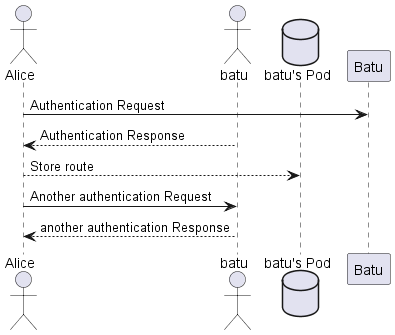 Alice batu batu's Pod Batu
Authentication Request
Authentication Response
Store route
Another authentication Request
another authentication Response
Alice batu batu's Pod Batu